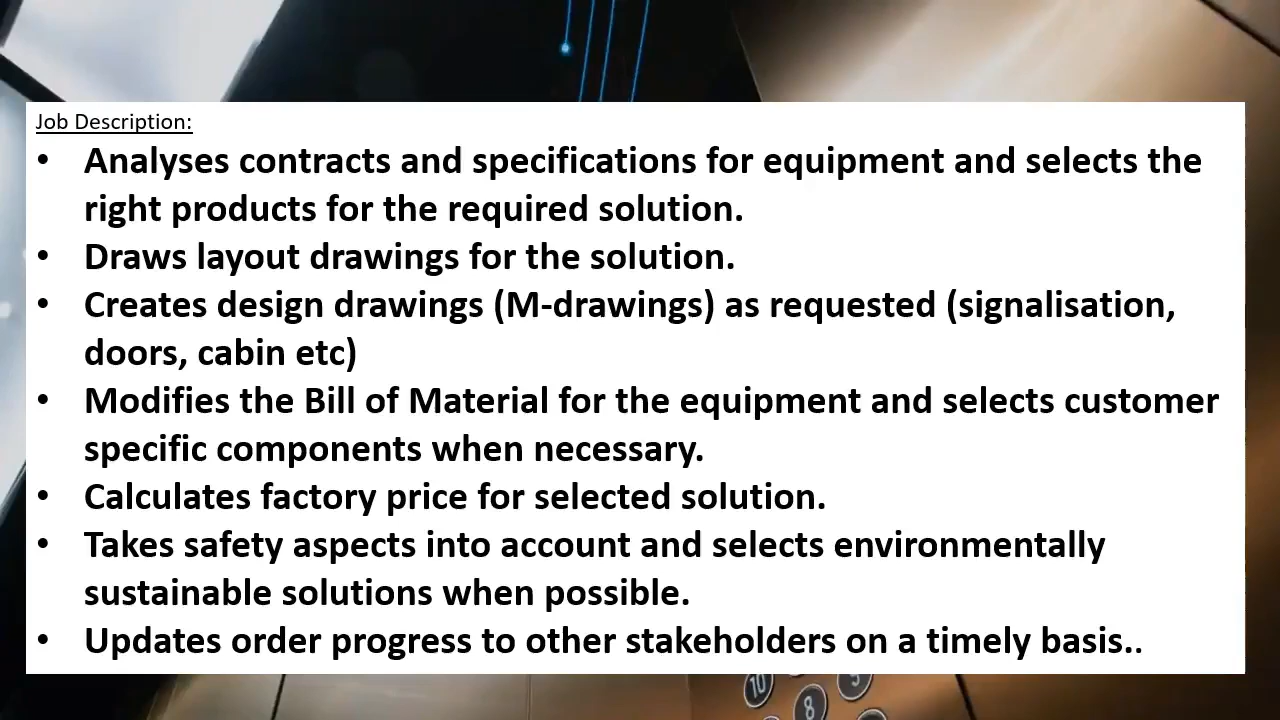 Job Description:
• Analyses contracts and specifications for equipment and selects the
right products for the required solution.
• Draws layout drawings for the solution.
• Creates design drawings (M-drawings) as requested (signalisation,
doors, cabin etc)
• Modifies the Bill of Material for the equipment and selects customer
specific components when necessary.
• Calculates factory price for selected solution.
• Takes safety aspects into account and selects environmentally
sustainable solutions when possible.
• Updates order progress to other stakeholders on a timely basis..
10
8